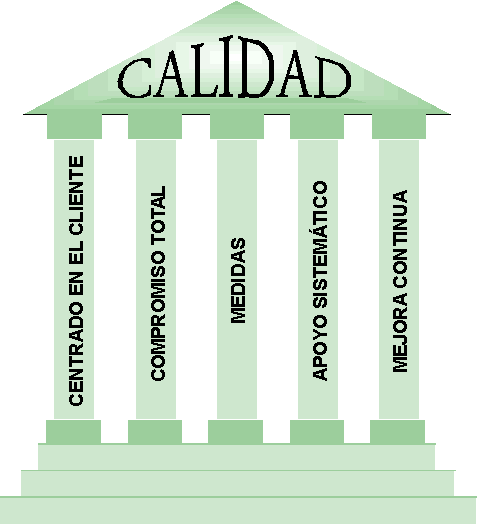 CALIDAD
CENTRADO EN EL CLIENTE
COMPROMISO TOTAL
MEDIDAS
APOYO SISTEMÁTICO
MEJORA CONTINUA